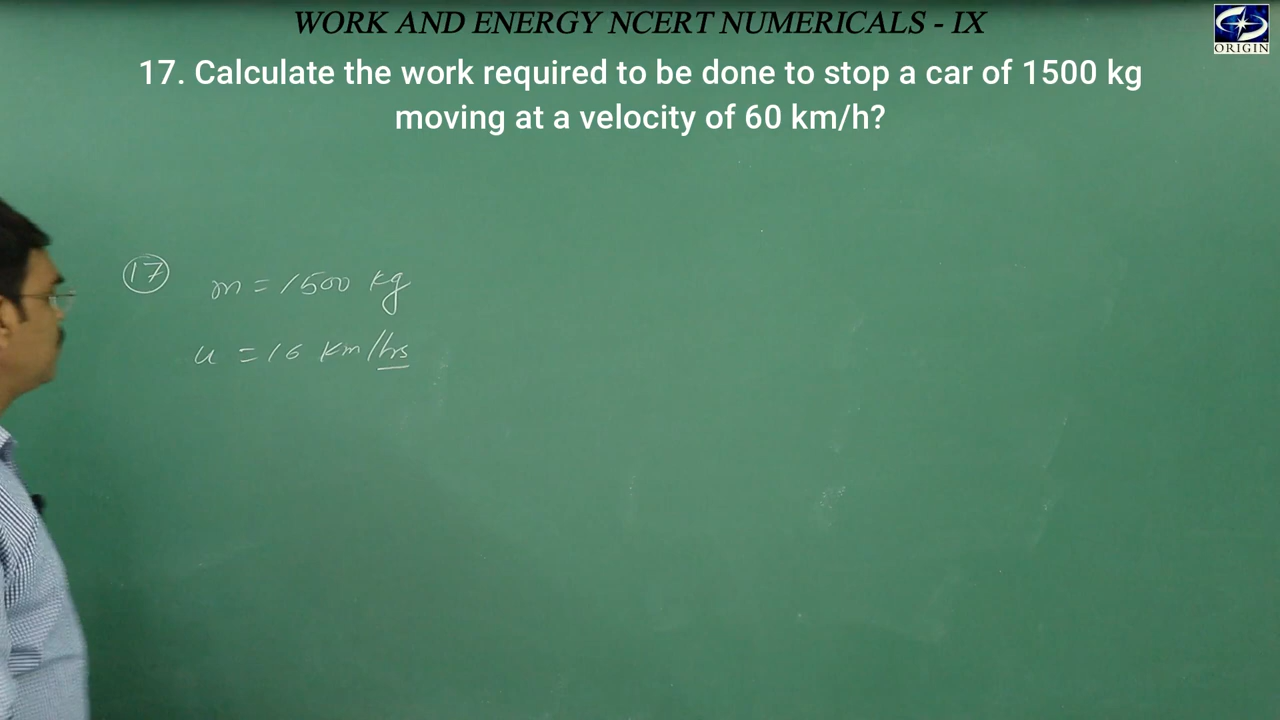 WORK AND ENERGY NCERT NUMERICALS - IX
ORIGIN
17. Calculate the work required to be done to stop a car of 1500 kg
moving at a velocity of 60 km/h?
17 m = 1500 kg
u = 16 km/hrs